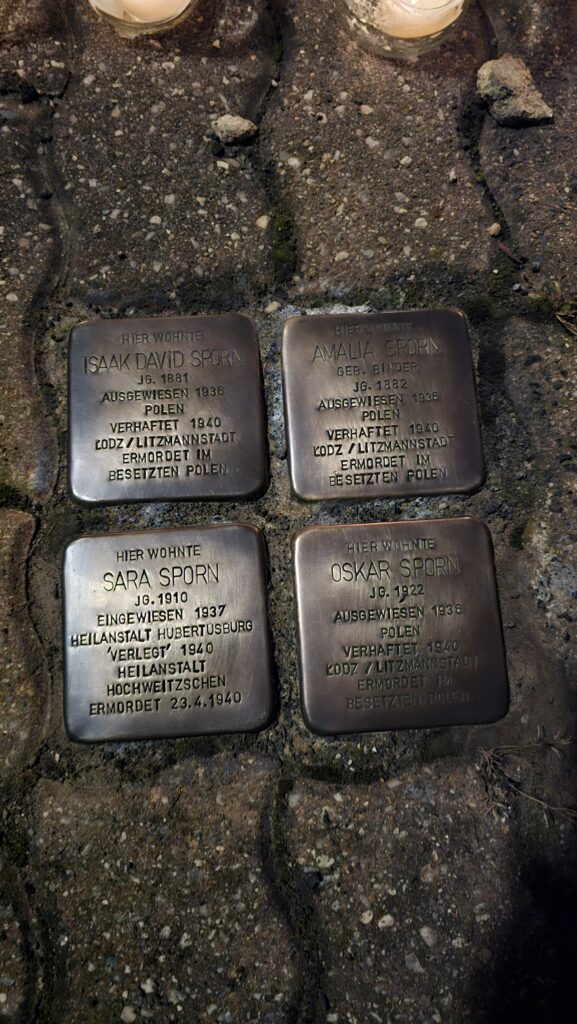 HIER WOHNTE
ISAAK DAVID SPORN
JG. 1881
AUSGEWIESEN 1936
POLEN
VERHAFTET 1940
ŁODZ/LITZMANNSTADT
ERMORDET IM
BESETZTEN POLEN
HIER WOHNTE
AMALIA SPORN
GEB. BINDER
JG. 1882
AUSGEWIESEN 1936
POLEN
VERHAFTET 1940
ŁODZ/LITZMANNSTADT
ERMORDET IM
BESETZTEN POLEN
HIER WOHNTE
SARA SPORN
JG. 1910
EINGEWIESEN 1937
HEILANSTALT HUBERTUSBURG
'VERLEGT' 1940
HEILANSTALT
HOCHWEITZSCHEN
ERMORDET 23.4.1940
HIER WOHNTE
OSKAR SPORN
JG. 1922
AUSGEWIESEN 1936
POLEN
VERHAFTET 1940
ŁODZ/LITZMANNSTADT
ERMORDET IM
BESETZTEN POLEN